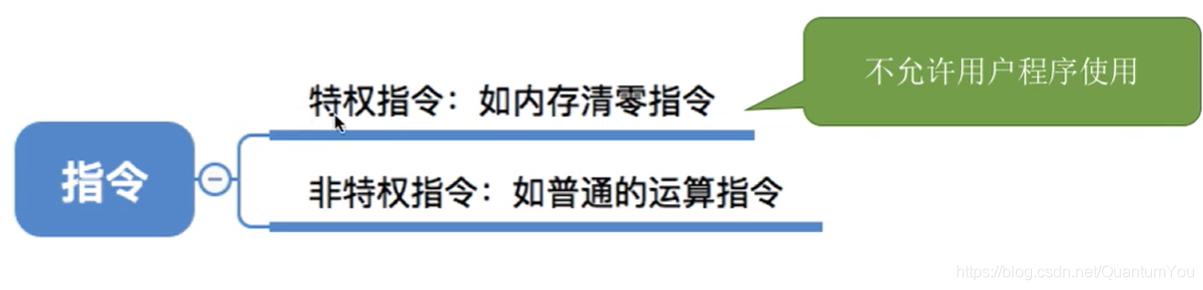 不允许用户程序使用
特权指令：如内存清零指令
指令
非特权指令：如普通的运算指令
https://blog.csdn.net/QuantumYou